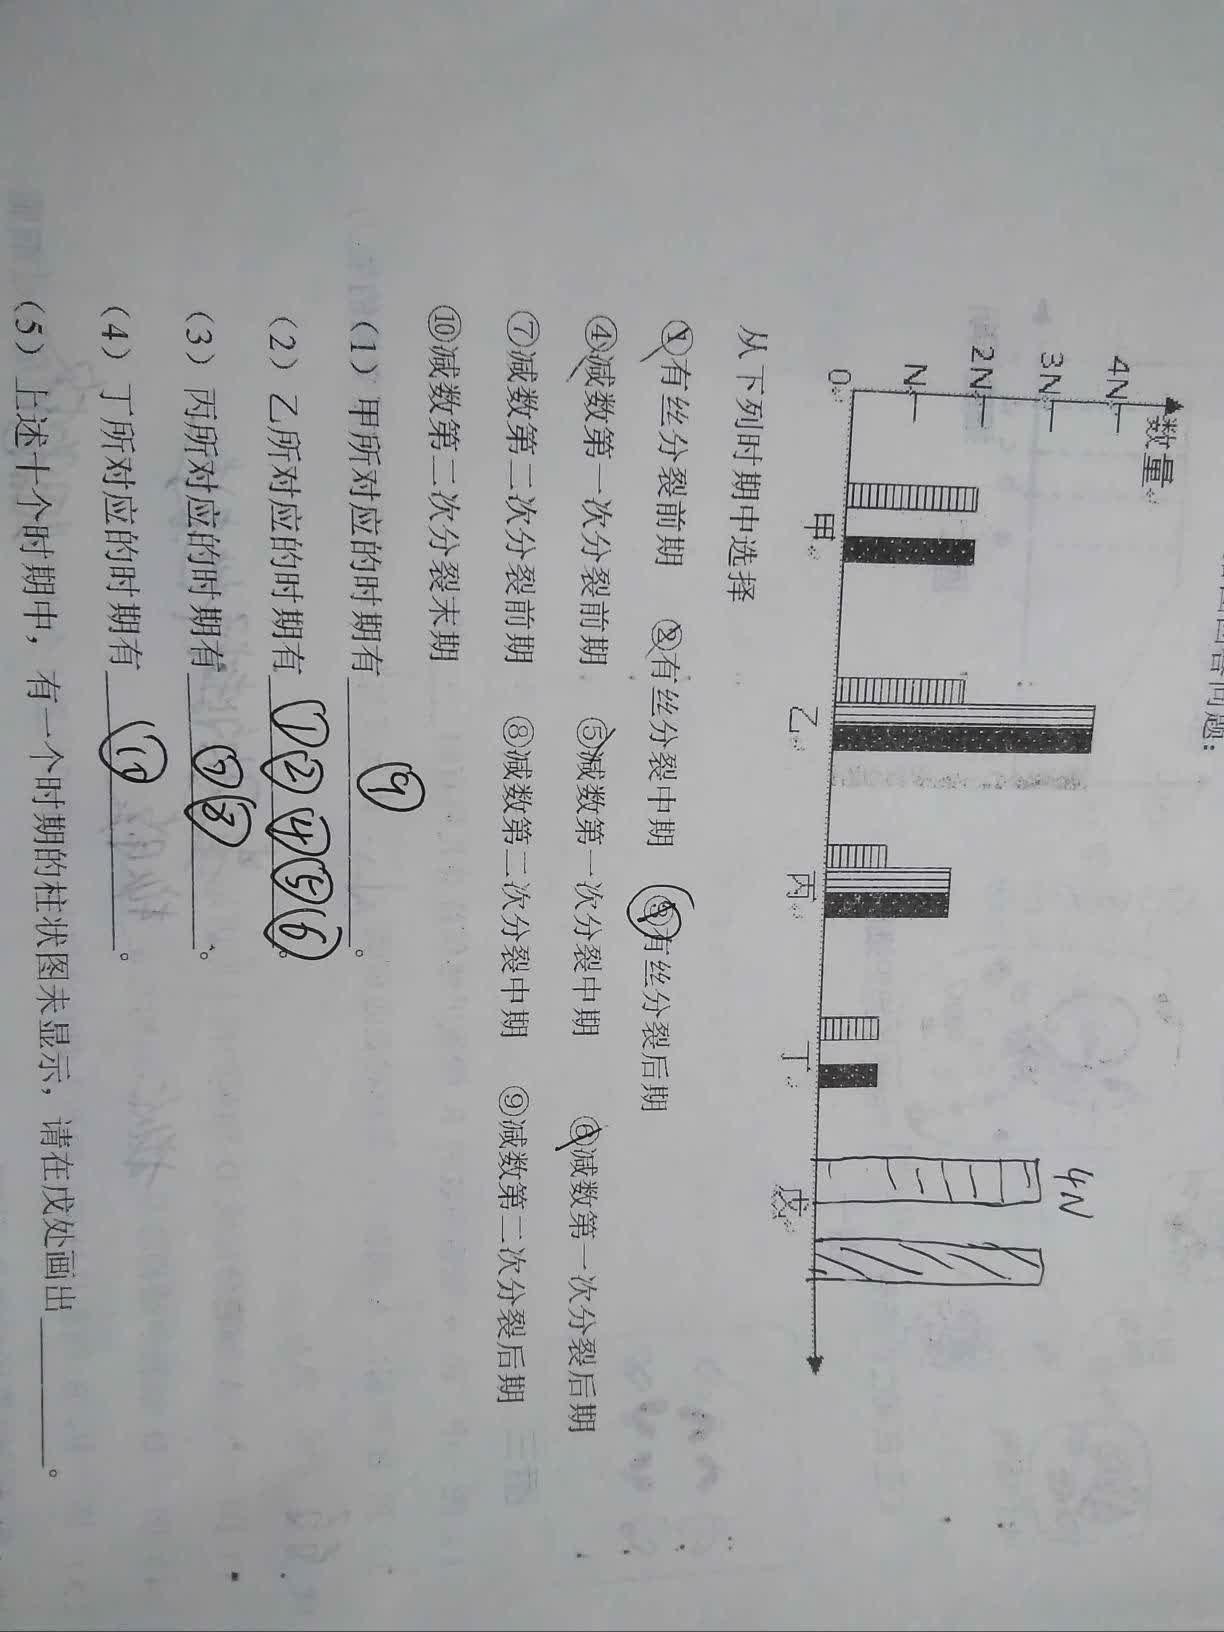 图回答问题：
数量
4N
3N
2N
N
0
甲 乙 丙 丁 戊
4N
从下列时期中选择
①有丝分裂前期 ②有丝分裂中期 ③有丝分裂后期
④减数第一次分裂前期 ⑤减数第一次分裂中期 ⑥减数第一次分裂后期
⑦减数第二次分裂前期 ⑧减数第二次分裂中期 ⑨减数第二次分裂后期
⑩减数第二次分裂末期
（1）甲所对应的时期有 ⑨ 。
（2）乙所对应的时期有 ①②④⑤⑥ 。
（3）丙所对应的时期有 ⑦⑧ 。
（4）丁所对应的时期有 ⑩ 。
（5）上述十个时期中，有一个时期的柱状图未显示，请在戊处画出 。